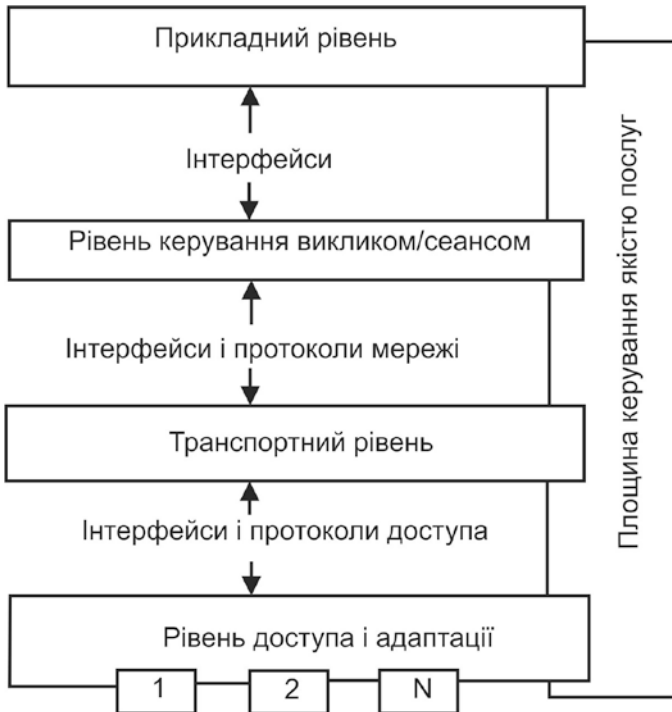 Прикладний рівень
Інтерфейси
Рівень керування викликом/сеансом
Інтерфейси і протоколи мережі
Транспортний рівень
Інтерфейси і протоколи доступа
Рівень доступа і адаптації
1
2
N
Площина керування якістю послуг